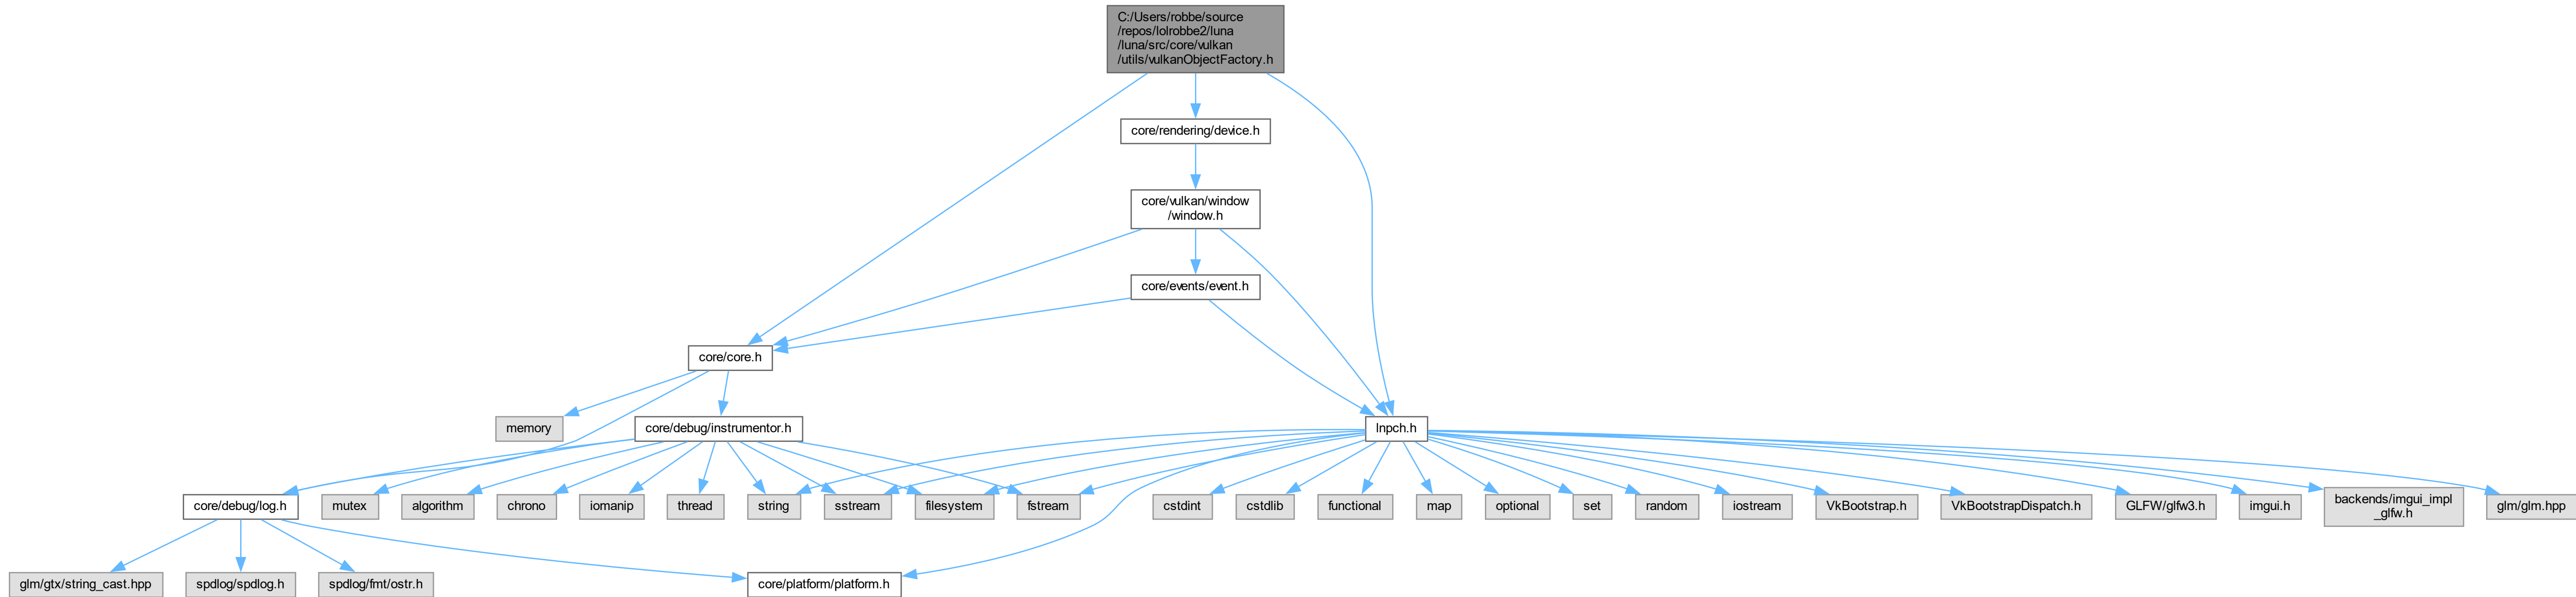 C:/Users/robbe/source
/repos/lolrobbe2/luna
/luna/src/core/vulkan
/utils/vulkanObjectFactory.h
core/rendering/device.h
core/vulkan/window
/window.h
core/events/event.h
core/core.h
memory
core/debug/instrumentor.h
lnpch.h
core/debug/log.h
mutex
algorithm
chrono
iomanip
thread
string
sstream
filesystem
fstream
cstdint
cstdlib
functional
map
optional
set
random
iostream
VkBootstrap.h
VkBootstrapDispatch.h
GLFW/glfw3.h
imgui.h
backends/imgui_impl
_glfw.h
glm/glm.hpp
glm/gtx/string_cast.hpp
spdlog/spdlog.h
spdlog/fmt/ostr.h
core/platform/platform.h